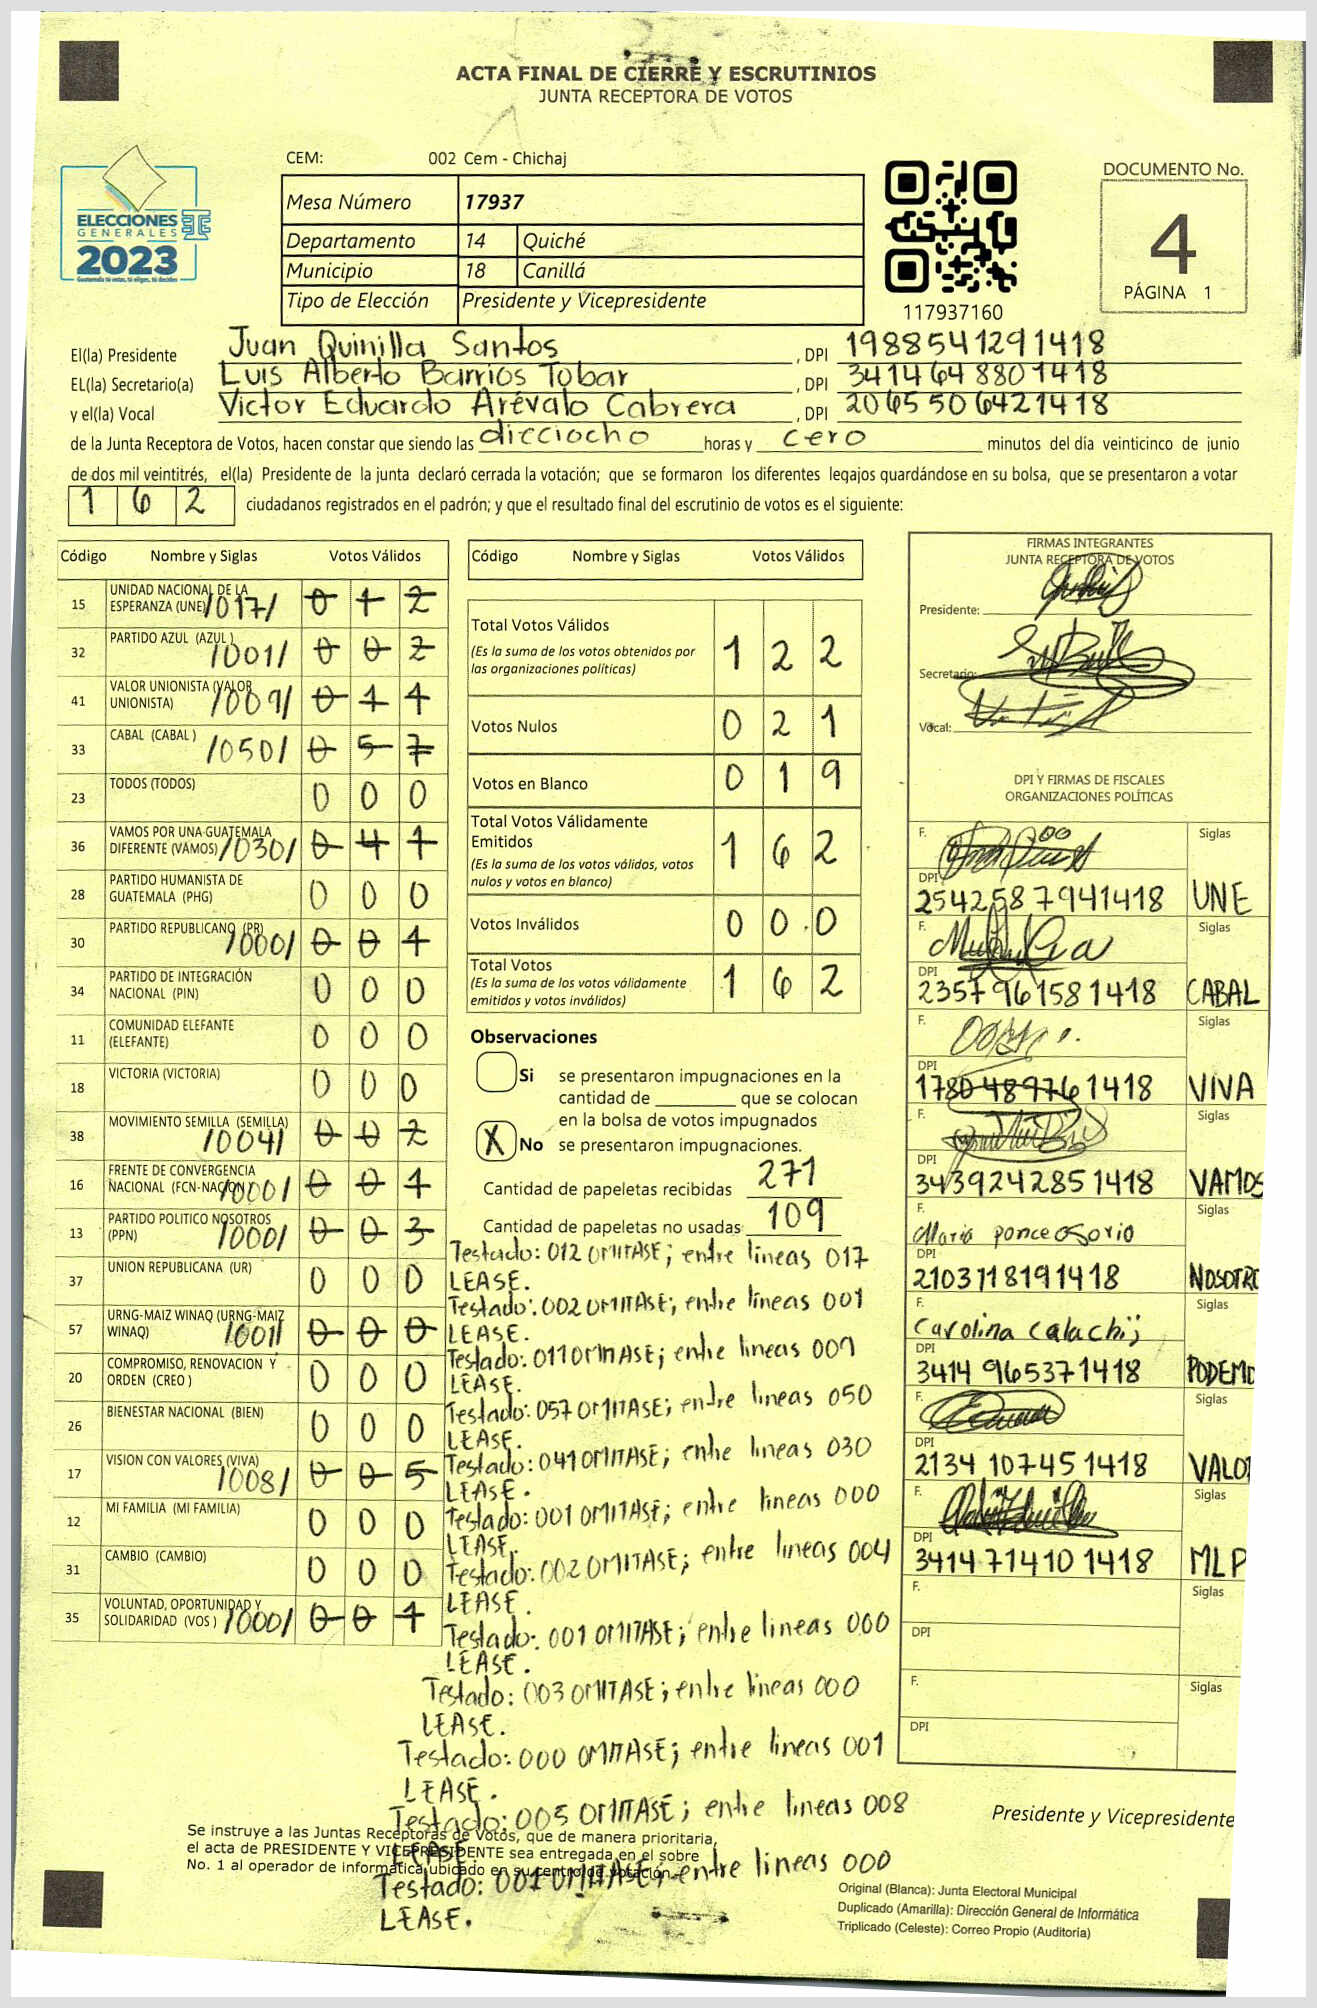 ACTA FINAL DE CIERRE Y ESCRUTINIOS
JUNTA RECEPTORA DE VOTOS
CEM: 002 Cem - Chichaj
ELECCIONES
GENERALES
2023
Guatemala tú votas, tú eliges, tú decides
Mesa Número 17937
Departamento 14 Quiché
Municipio 18 Canillá
Tipo de Elección Presidente y Vicepresidente
117937160
DOCUMENTO No.
4
PÁGINA 1
El(la) Presidente Juan Quinilla Santos, DPI 1988541291418
EL(la) Secretario(a) Luis Alberto Barrios Tobar, DPI 3414648801418
y el(la) Vocal Victor Eduardo Arévalo Cabrera, DPI 2065506421418
de la Junta Receptora de Votos, hacen constar que siendo las dieciocho horas y cero minutos del día veinticinco de junio
de dos mil veintitrés, el(la) Presidente de la junta declaró cerrada la votación; que se formaron los diferentes legajos guardándose en su bolsa, que se presentaron a votar
162 ciudadanos registrados en el padrón; y que el resultado final del escrutinio de votos es el siguiente:
Código Nombre y Siglas Votos Válidos
15 UNIDAD NACIONAL DE LA ESPERANZA (UNE) /017/ 0 1 2
32 PARTIDO AZUL (AZUL ) /001/ 0 0 2
41 VALOR UNIONISTA (VALOR UNIONISTA) /009/ 0 1 1
33 CABAL (CABAL ) /050/ 0 5 7
23 TODOS (TODOS) 0 0 0
36 VAMOS POR UNA GUATEMALA DIFERENTE (VAMOS) /030/ 0 4 1
28 PARTIDO HUMANISTA DE GUATEMALA (PHG) 0 0 0
30 PARTIDO REPUBLICANO (PR) /000/ 0 0 1
34 PARTIDO DE INTEGRACIÓN NACIONAL (PIN) 0 0 0
11 COMUNIDAD ELEFANTE (ELEFANTE) 0 0 0
18 VICTORIA (VICTORIA) 0 0 0
38 MOVIMIENTO SEMILLA (SEMILLA) /004/ 0 0 2
16 FRENTE DE CONVERGENCIA NACIONAL (FCN-NACION) /000/ 0 0 1
13 PARTIDO POLITICO NOSOTROS (PPN) /000/ 0 0 3
37 UNION REPUBLICANA (UR) 0 0 0
57 URNG-MAIZ WINAQ (URNG-MAIZ WINAQ) /001/ 0 0 0
20 COMPROMISO, RENOVACION Y ORDEN (CREO ) 0 0 0
26 BIENESTAR NACIONAL (BIEN) 0 0 0
17 VISION CON VALORES (VIVA) /008/ 0 0 5
12 MI FAMILIA (MI FAMILIA) 0 0 0
31 CAMBIO (CAMBIO) 0 0 0
35 VOLUNTAD, OPORTUNIDAD Y SOLIDARIDAD (VOS ) /000/ 0 0 1
Código Nombre y Siglas Votos Válidos
Total Votos Válidos 1 2 2
(Es la suma de los votos obtenidos por
las organizaciones políticas)
Votos Nulos 0 2 1
Votos en Blanco 0 1 9
Total Votos Válidamente
Emitidos 1 6 2
(Es la suma de los votos válidos, votos
nulos y votos en blanco)
Votos Inválidos 0 0 0
Total Votos 1 6 2
(Es la suma de los votos válidamente
emitidos y votos inválidos)
Observaciones
Si se presentaron impugnaciones en la
cantidad de ________ que se colocan
en la bolsa de votos impugnados
X No se presentaron impugnaciones.
Cantidad de papeletas recibidas 271
Cantidad de papeletas no usadas 109
Testado: 012 OMITASE; entre lineas 017
LEASE.
Testado: 002 OMITASE; entre lineas 001
LEASE.
Testado: 011 OMITASE; entre lineas 009
LEASE.
Testado: 057 OMITASE; entre lineas 050
LEASE.
Testado: 041 OMITASE; entre lineas 030
LEASE.
Testado: 001 OMITASE; entre lineas 000
LEASE.
Testado: 002 OMITASE; entre lineas 004
LEASE.
Testado: 001 OMITASE; entre lineas 000
LEASE.
Testado: 003 OMITASE; entre lineas 000
LEASE.
Testado: 000 OMITASE; entre lineas 001
LEASE.
Testado: 005 OMITASE; entre lineas 008
LEASE.
Testado: 001 OMITASE; entre lineas 000
LEASE.
FIRMAS INTEGRANTES
JUNTA RECEPTORA DE VOTOS
Presidente:
Secretario:
Vocal:
DPI Y FIRMAS DE FISCALES
ORGANIZACIONES POLÍTICAS
F. Siglas
DPI 2542587941418 UNE
F. Siglas
DPI 2357961581418 CABAL
F. Siglas
DPI 1780489761418 VIVA
F. Siglas
DPI 3439242851418 VAMOS
F. Maria ponce osorio Siglas
DPI 2103718191418 NOSOTRO
F. Carolina Calachij Siglas
DPI 3414965371418 PODEMO
F. Siglas
DPI 2134107451418 VALOR
F. Siglas
DPI 3414714101418 MLP
F. Siglas
DPI
F. Siglas
DPI
Presidente y Vicepresidente
Se instruye a las Juntas Receptoras de Votos, que de manera prioritaria,
el acta de PRESIDENTE Y VICEPRESIDENTE sea entregada en el sobre
No. 1 al operador de informática ubicado en su centro de votación.
Original (Blanca): Junta Electoral Municipal
Duplicado (Amarilla): Dirección General de Informática
Triplicado (Celeste): Correo Propio (Auditoría)